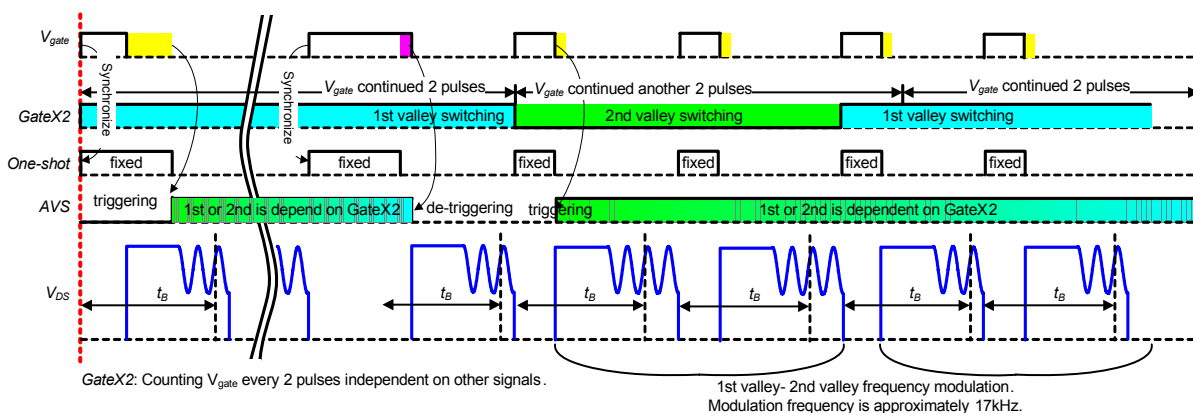 Vgate
Synchronize
Synchronize
Vgate continued 2 pulses
Vgate continued another 2 pulses
Vgate continued 2 pulses
GateX2
1st valley switching
2nd valley switching
1st valley switching
One-shot
fixed
fixed
fixed
fixed
fixed
fixed
AVS
triggering
1st or 2nd is depend on GateX2
de-triggering
triggering
1st or 2nd is dependent on GateX2
VDS
tB
tB
tB
tB
tB
tB
GateX2: Counting Vgate every 2 pulses independent on other signals.
1st valley- 2nd valley frequency modulation.
Modulation frequency is approximately 17kHz.